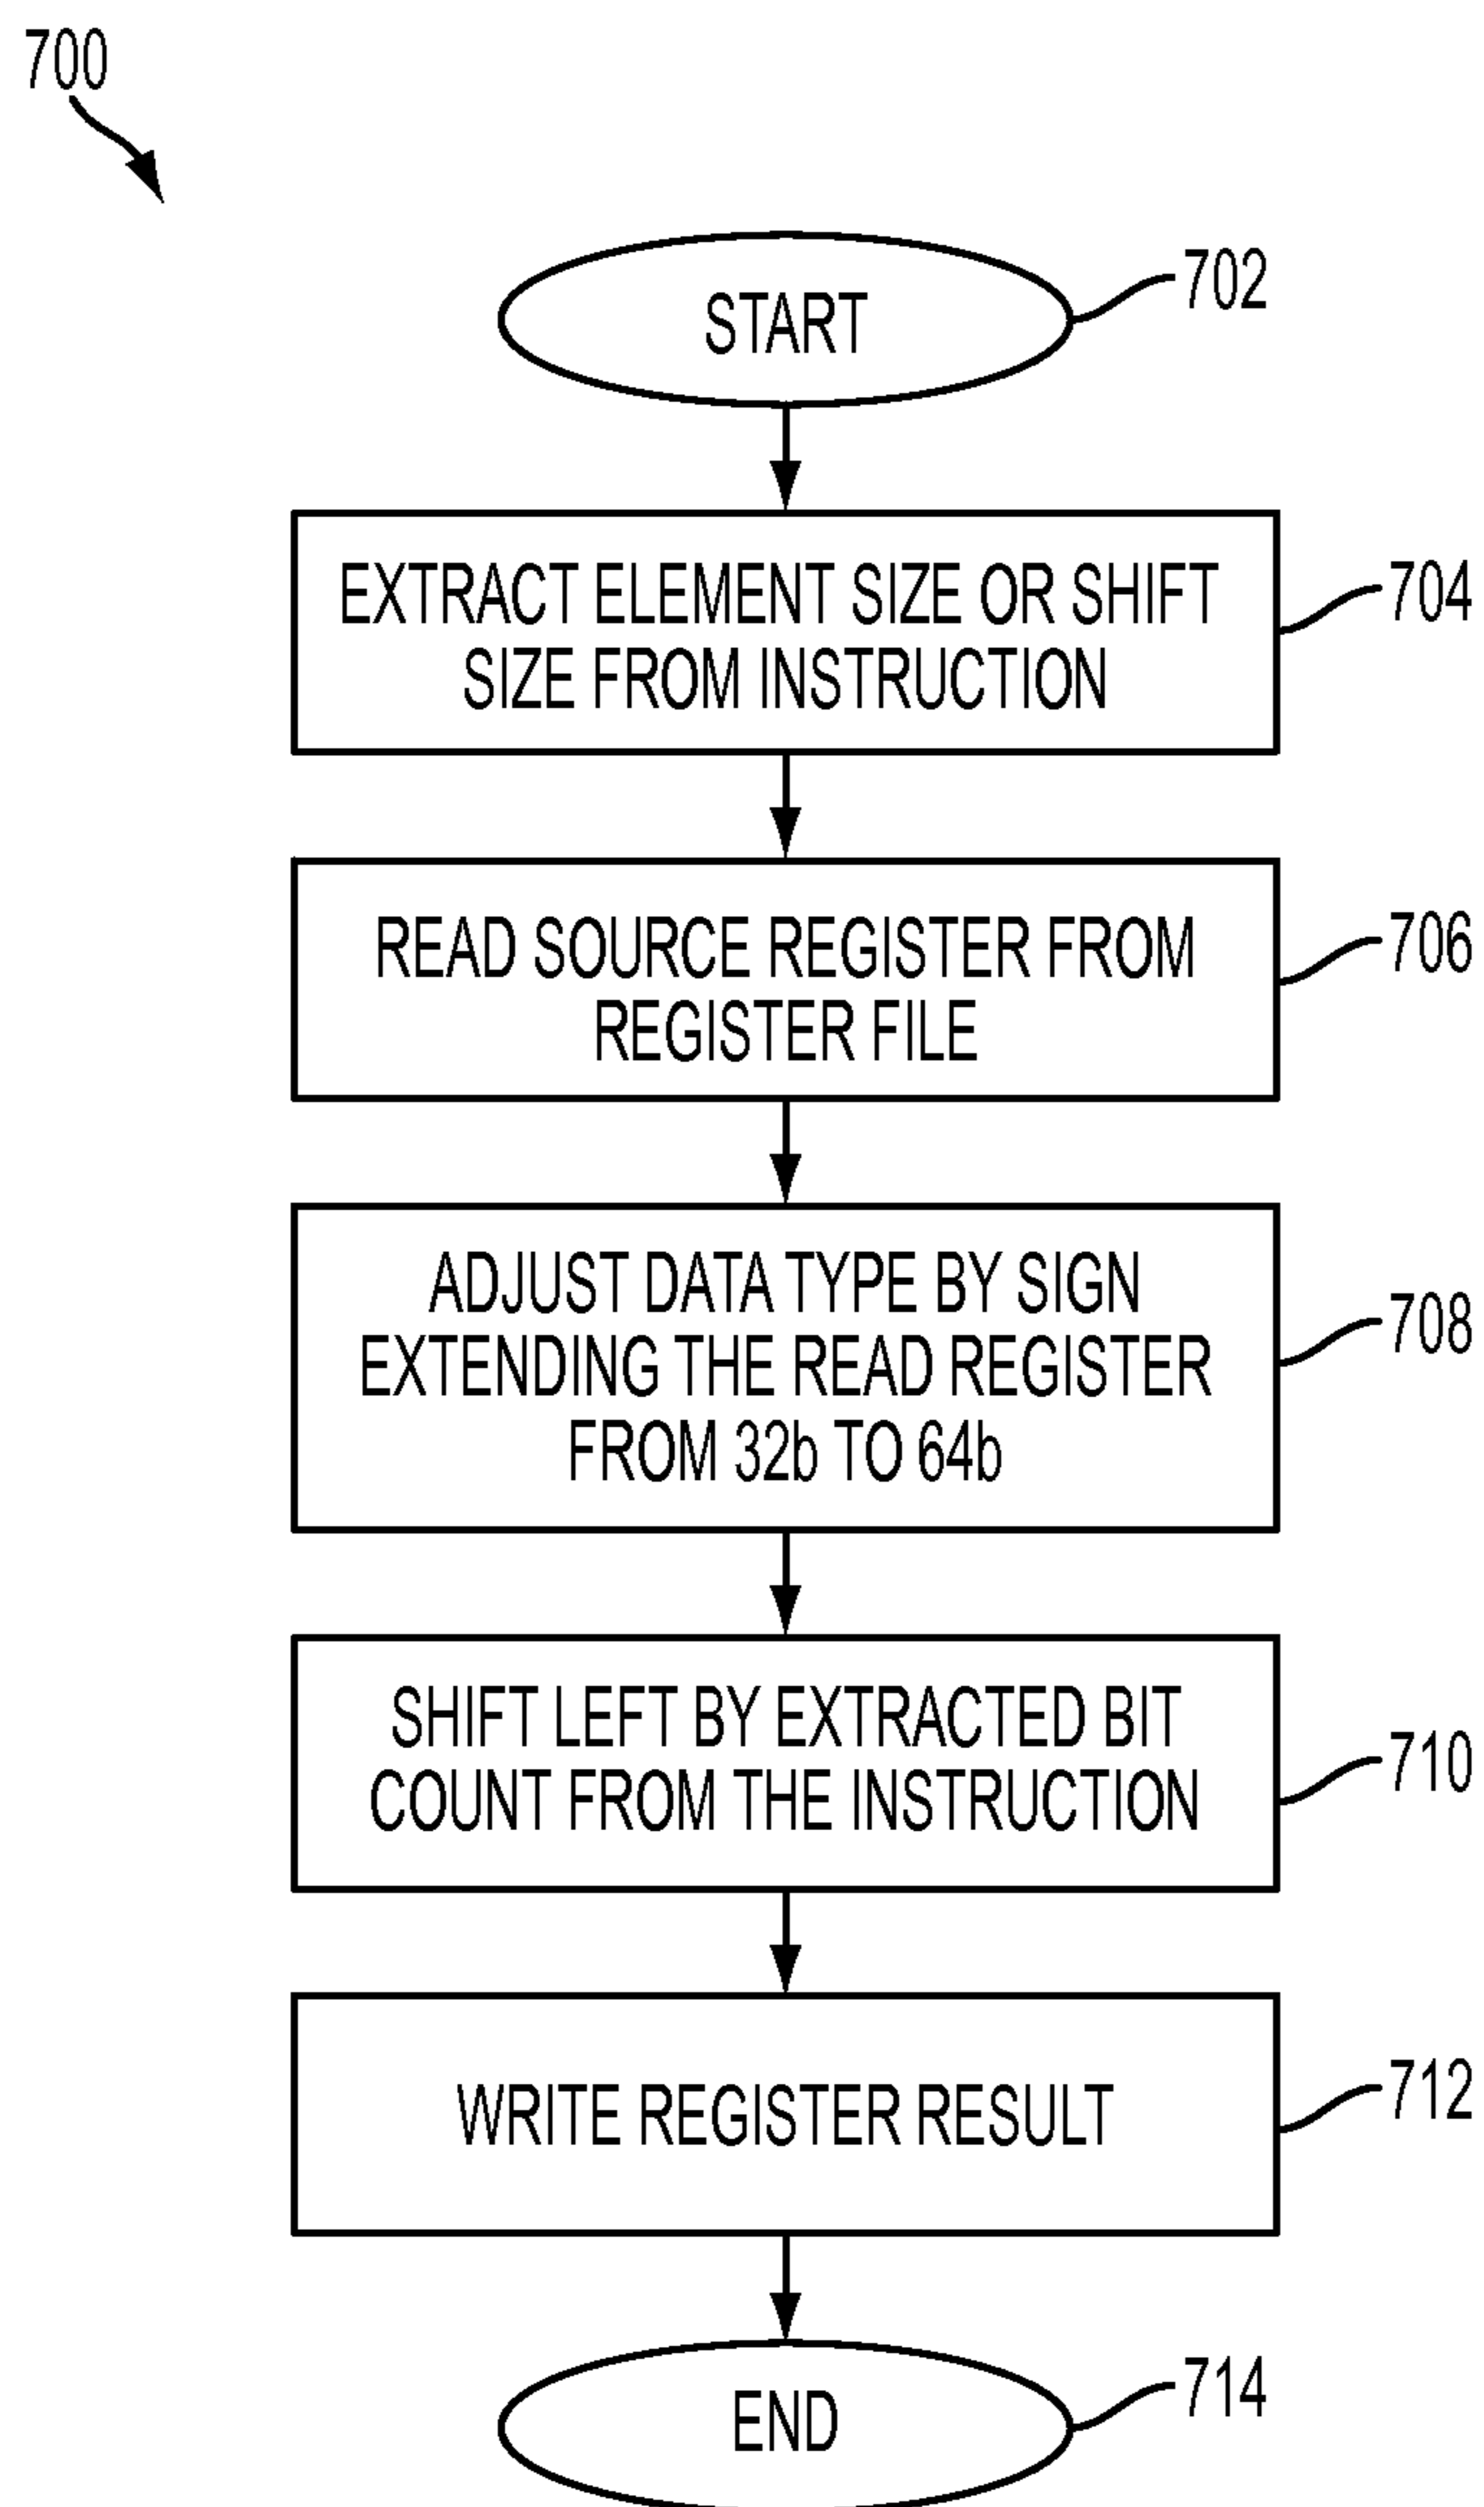 700
START
702
EXTRACT ELEMENT SIZE OR SHIFT
SIZE FROM INSTRUCTION
704
READ SOURCE REGISTER FROM
REGISTER FILE
706
ADJUST DATA TYPE BY SIGN
EXTENDING THE READ REGISTER
FROM 32b TO 64b
708
SHIFT LEFT BY EXTRACTED BIT
COUNT FROM THE INSTRUCTION
710
WRITE REGISTER RESULT
712
END
714